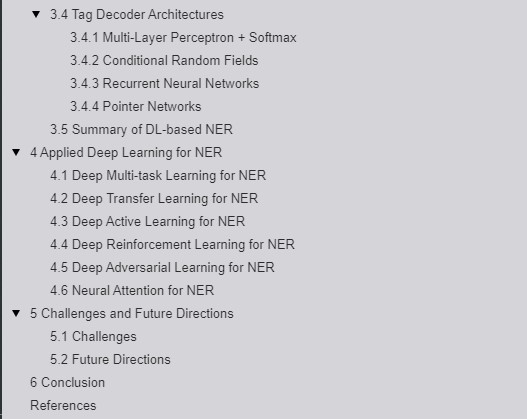 3.4 Tag Decoder Architectures
3.4.1 Multi-Layer Perceptron + Softmax
3.4.2 Conditional Random Fields
3.4.3 Recurrent Neural Networks
3.4.4 Pointer Networks
3.5 Summary of DL-based NER
4 Applied Deep Learning for NER
4.1 Deep Multi-task Learning for NER
4.2 Deep Transfer Learning for NER
4.3 Deep Active Learning for NER
4.4 Deep Reinforcement Learning for NER
4.5 Deep Adversarial Learning for NER
4.6 Neural Attention for NER
5 Challenges and Future Directions
5.1 Challenges
5.2 Future Directions
6 Conclusion
References